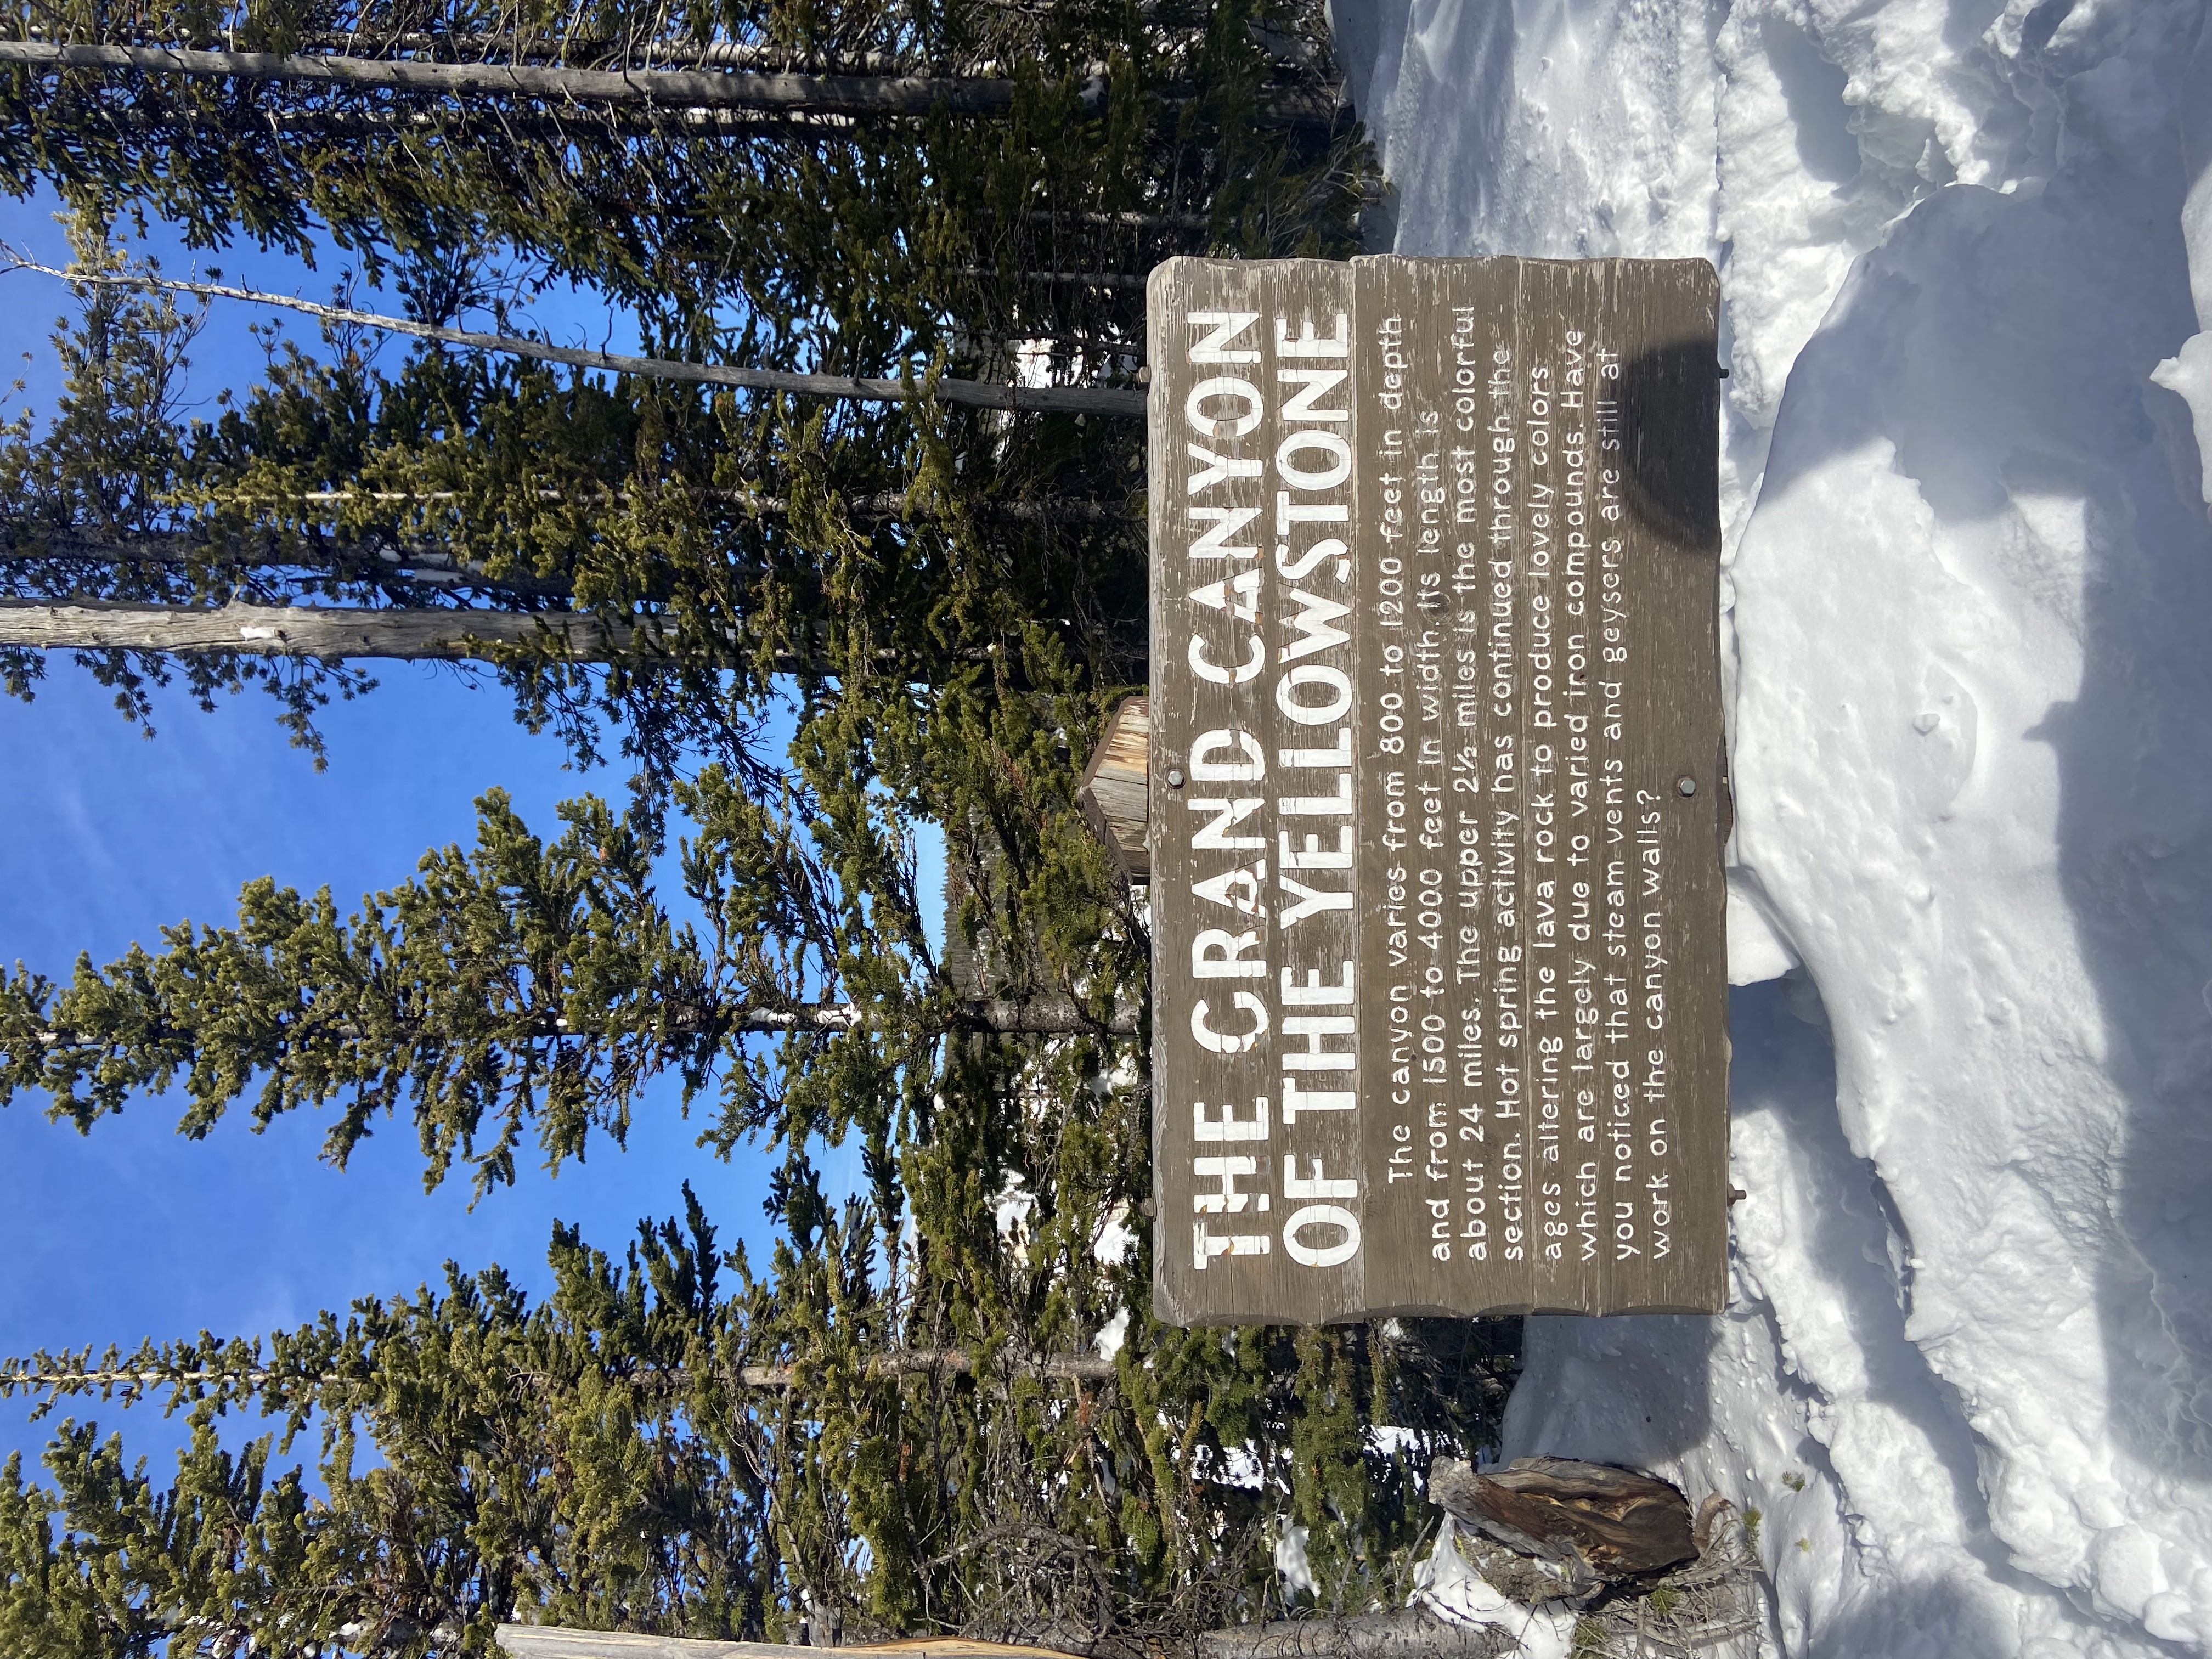 THE GRAND CANYON
OF THE YELLOWSTONE
The canyon varies from 800 to 1200 feet in depth
and from 1500 to 4000 feet in width. Its length is
about 24 miles. The upper 2½ miles is the most colorful
section. Hot spring activity has continued through the
ages altering the lava rock to produce lovely colors
which are largely due to varied iron compounds. Have
you noticed that steam vents and geysers are still at
work on the canyon walls?